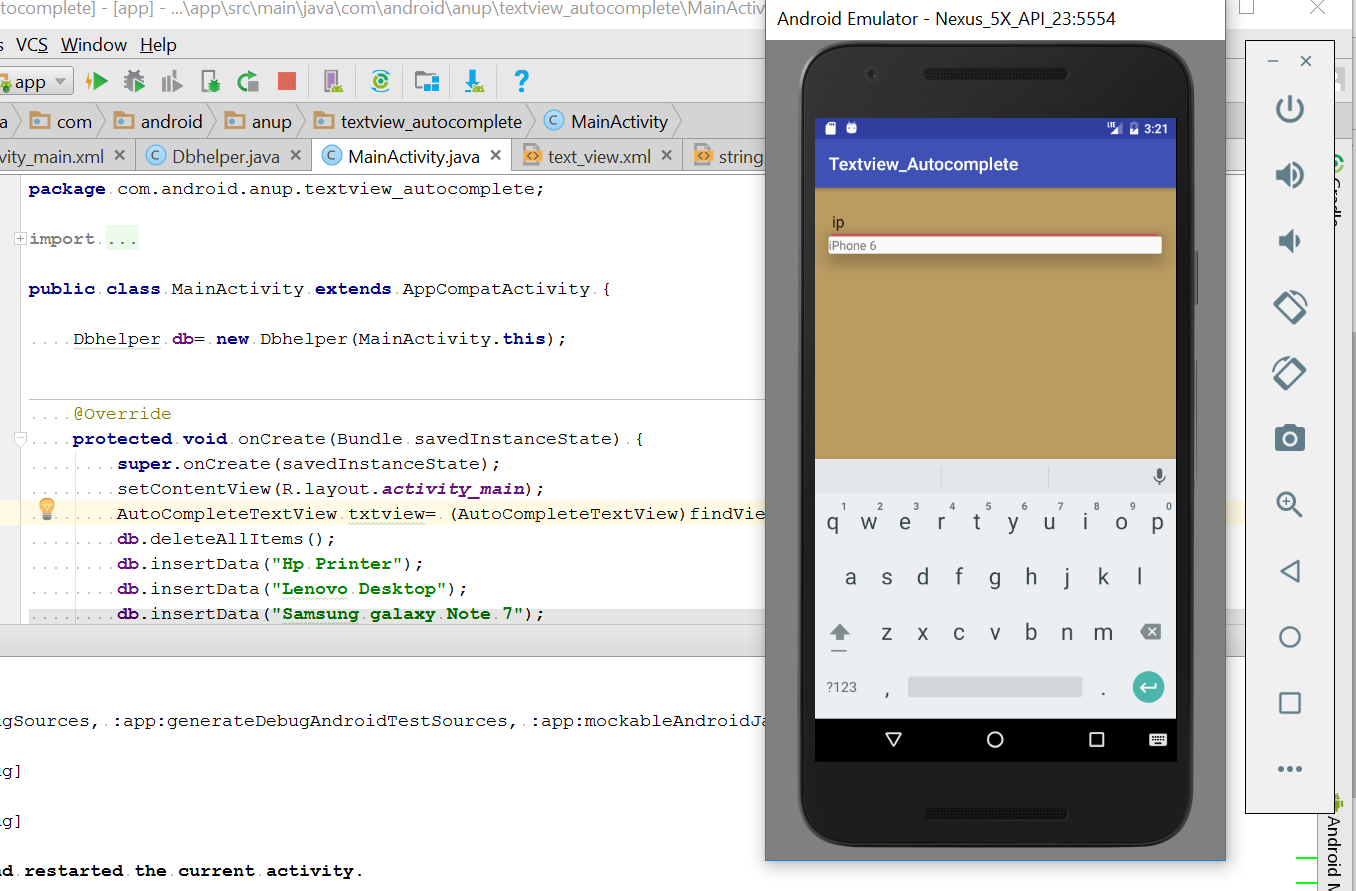 tocomplete] - [app] - ...\app\src\main\java\com\android\anup\textview_autocomplete\MainActiv
s VCS Window Help
app
a com android anup textview_autocomplete MainActivity
vity_main.xml Dbhelper.java MainActivity.java text_view.xml string
package com.android.anup.textview_autocomplete;
import ...
public class MainActivity extends AppCompatActivity {
Dbhelper db= new Dbhelper(MainActivity.this);
@Override
protected void onCreate(Bundle savedInstanceState) {
super.onCreate(savedInstanceState);
setContentView(R.layout.activity_main);
AutoCompleteTextView txtview= (AutoCompleteTextView)findVie
db.deleteAllItems();
db.insertData("Hp Printer");
db.insertData("Lenovo Desktop");
db.insertData("Samsung galaxy Note 7");
ugSources, :app:generateDebugAndroidTestSources, :app:mockableAndroidJa
ug]
ug]
nd restarted the current activity.
Android Emulator - Nexus_5X_API_23:5554
LTE 3:21
Textview_Autocomplete
ip
iPhone 6
1 2 3 4 5 6 7 8 9 0
q w e r t y u i o p
a s d f g h j k l
z x c v b n m
?123 , .
Gradle
Android M